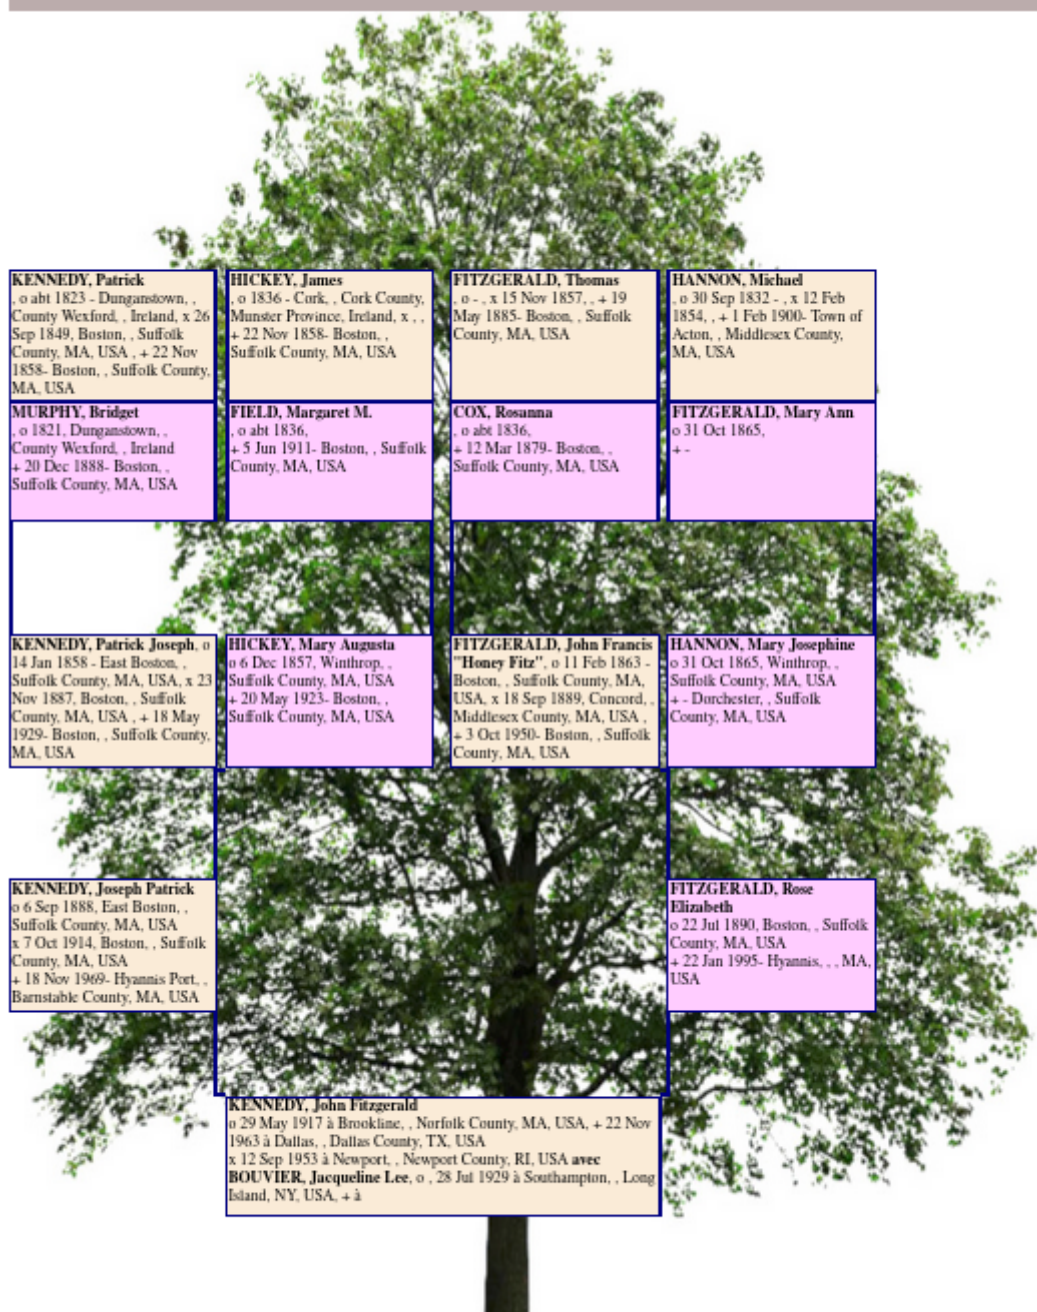 KENNEDY, Patrick
, o abt 1823 - Dunganstown, ,
County Wexford, , Ireland, x 26
Sep 1849, Boston, , Suffolk
County, MA, USA , + 22 Nov
1858- Boston, , Suffolk County,
MA, USA
HICKEY, James
, o 1836 - Cork, , Cork County,
Munster Province, Ireland, x , ,
+ 22 Nov 1858- Boston, ,
Suffolk County, MA, USA
FITZGERALD, Thomas
, o - , x 15 Nov 1857, , + 19
May 1885- Boston, , Suffolk
County, MA, USA
HANNON, Michael
, o 30 Sep 1832 - , x 12 Feb
1854, , + 1 Feb 1900- Town of
Acton, , Middlesex County,
MA, USA
MURPHY, Bridget
, o 1821, Dunganstown, ,
County Wexford, , Ireland
+ 20 Dec 1888- Boston, ,
Suffolk County, MA, USA
FIELD, Margaret M.
, o abt 1836,
+ 5 Jun 1911- Boston, , Suffolk
County, MA, USA
COX, Rosanna
, o abt 1836,
+ 12 Mar 1879- Boston, ,
Suffolk County, MA, USA
FITZGERALD, Mary Ann
o 31 Oct 1865,
+ -
KENNEDY, Patrick Joseph, o
14 Jan 1858 - East Boston, ,
Suffolk County, MA, USA, x 23
Nov 1887, Boston, , Suffolk
County, MA, USA , + 18 May
1929- Boston, , Suffolk County,
MA, USA
HICKEY, Mary Augusta
o 6 Dec 1857, Winthrop, ,
Suffolk County, MA, USA
+ 20 May 1923- Boston, ,
Suffolk County, MA, USA
FITZGERALD, John Francis
"Honey Fitz", o 11 Feb 1863 -
Boston, , Suffolk County, MA,
USA, x 18 Sep 1889, Concord, ,
Middlesex County, MA, USA ,
+ 3 Oct 1950- Boston, , Suffolk
County, MA, USA
HANNON, Mary Josephine
o 31 Oct 1865, Winthrop, ,
Suffolk County, MA, USA
+ - Dorchester, , Suffolk
County, MA, USA
KENNEDY, Joseph Patrick
o 6 Sep 1888, East Boston, ,
Suffolk County, MA, USA
x 7 Oct 1914, Boston, , Suffolk
County, MA, USA
+ 18 Nov 1969- Hyannis Port, ,
Barnstable County, MA, USA
FITZGERALD, Rose
Elizabeth
o 22 Jul 1890, Boston, , Suffolk
County, MA, USA
+ 22 Jan 1995- Hyannis, , , MA,
USA
KENNEDY, John Fitzgerald
o 29 May 1917 à Brookline, , Norfolk County, MA, USA, + 22 Nov
1963 à Dallas, , Dallas County, TX, USA
x 12 Sep 1953 à Newport, , Newport County, RI, USA avec
BOUVIER, Jacqueline Lee, o , 28 Jul 1929 à Southampton, , Long
Island, NY, USA, + à